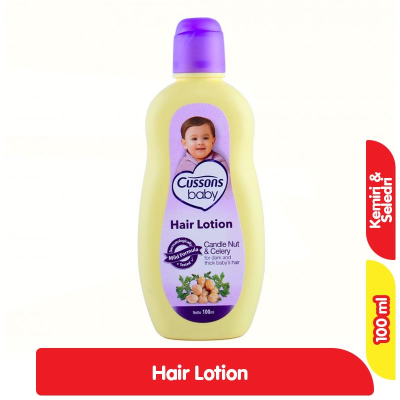 Cussons
baby
Hair Lotion
Candle Nut
& Celery
for dark and
thick baby's hair
Mild Formula
Netto 100ml
Kemiri &
Seledri
100 ml
Hair Lotion